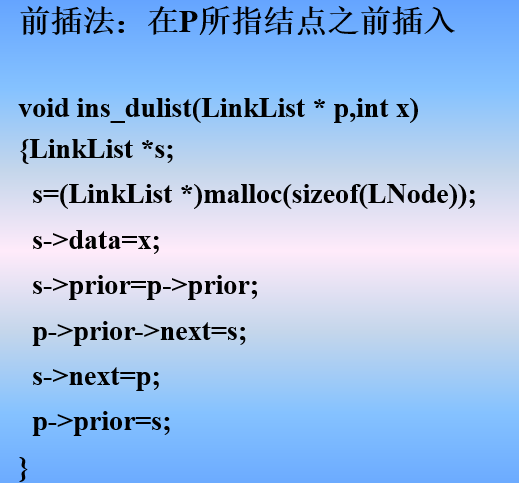 前插法：在P所指结点之前插入
void ins_dulist(LinkList * p,int x)
{LinkList *s;
s=(LinkList *)malloc(sizeof(LNode));
s->data=x;
s->prior=p->prior;
p->prior->next=s;
s->next=p;
p->prior=s;
}